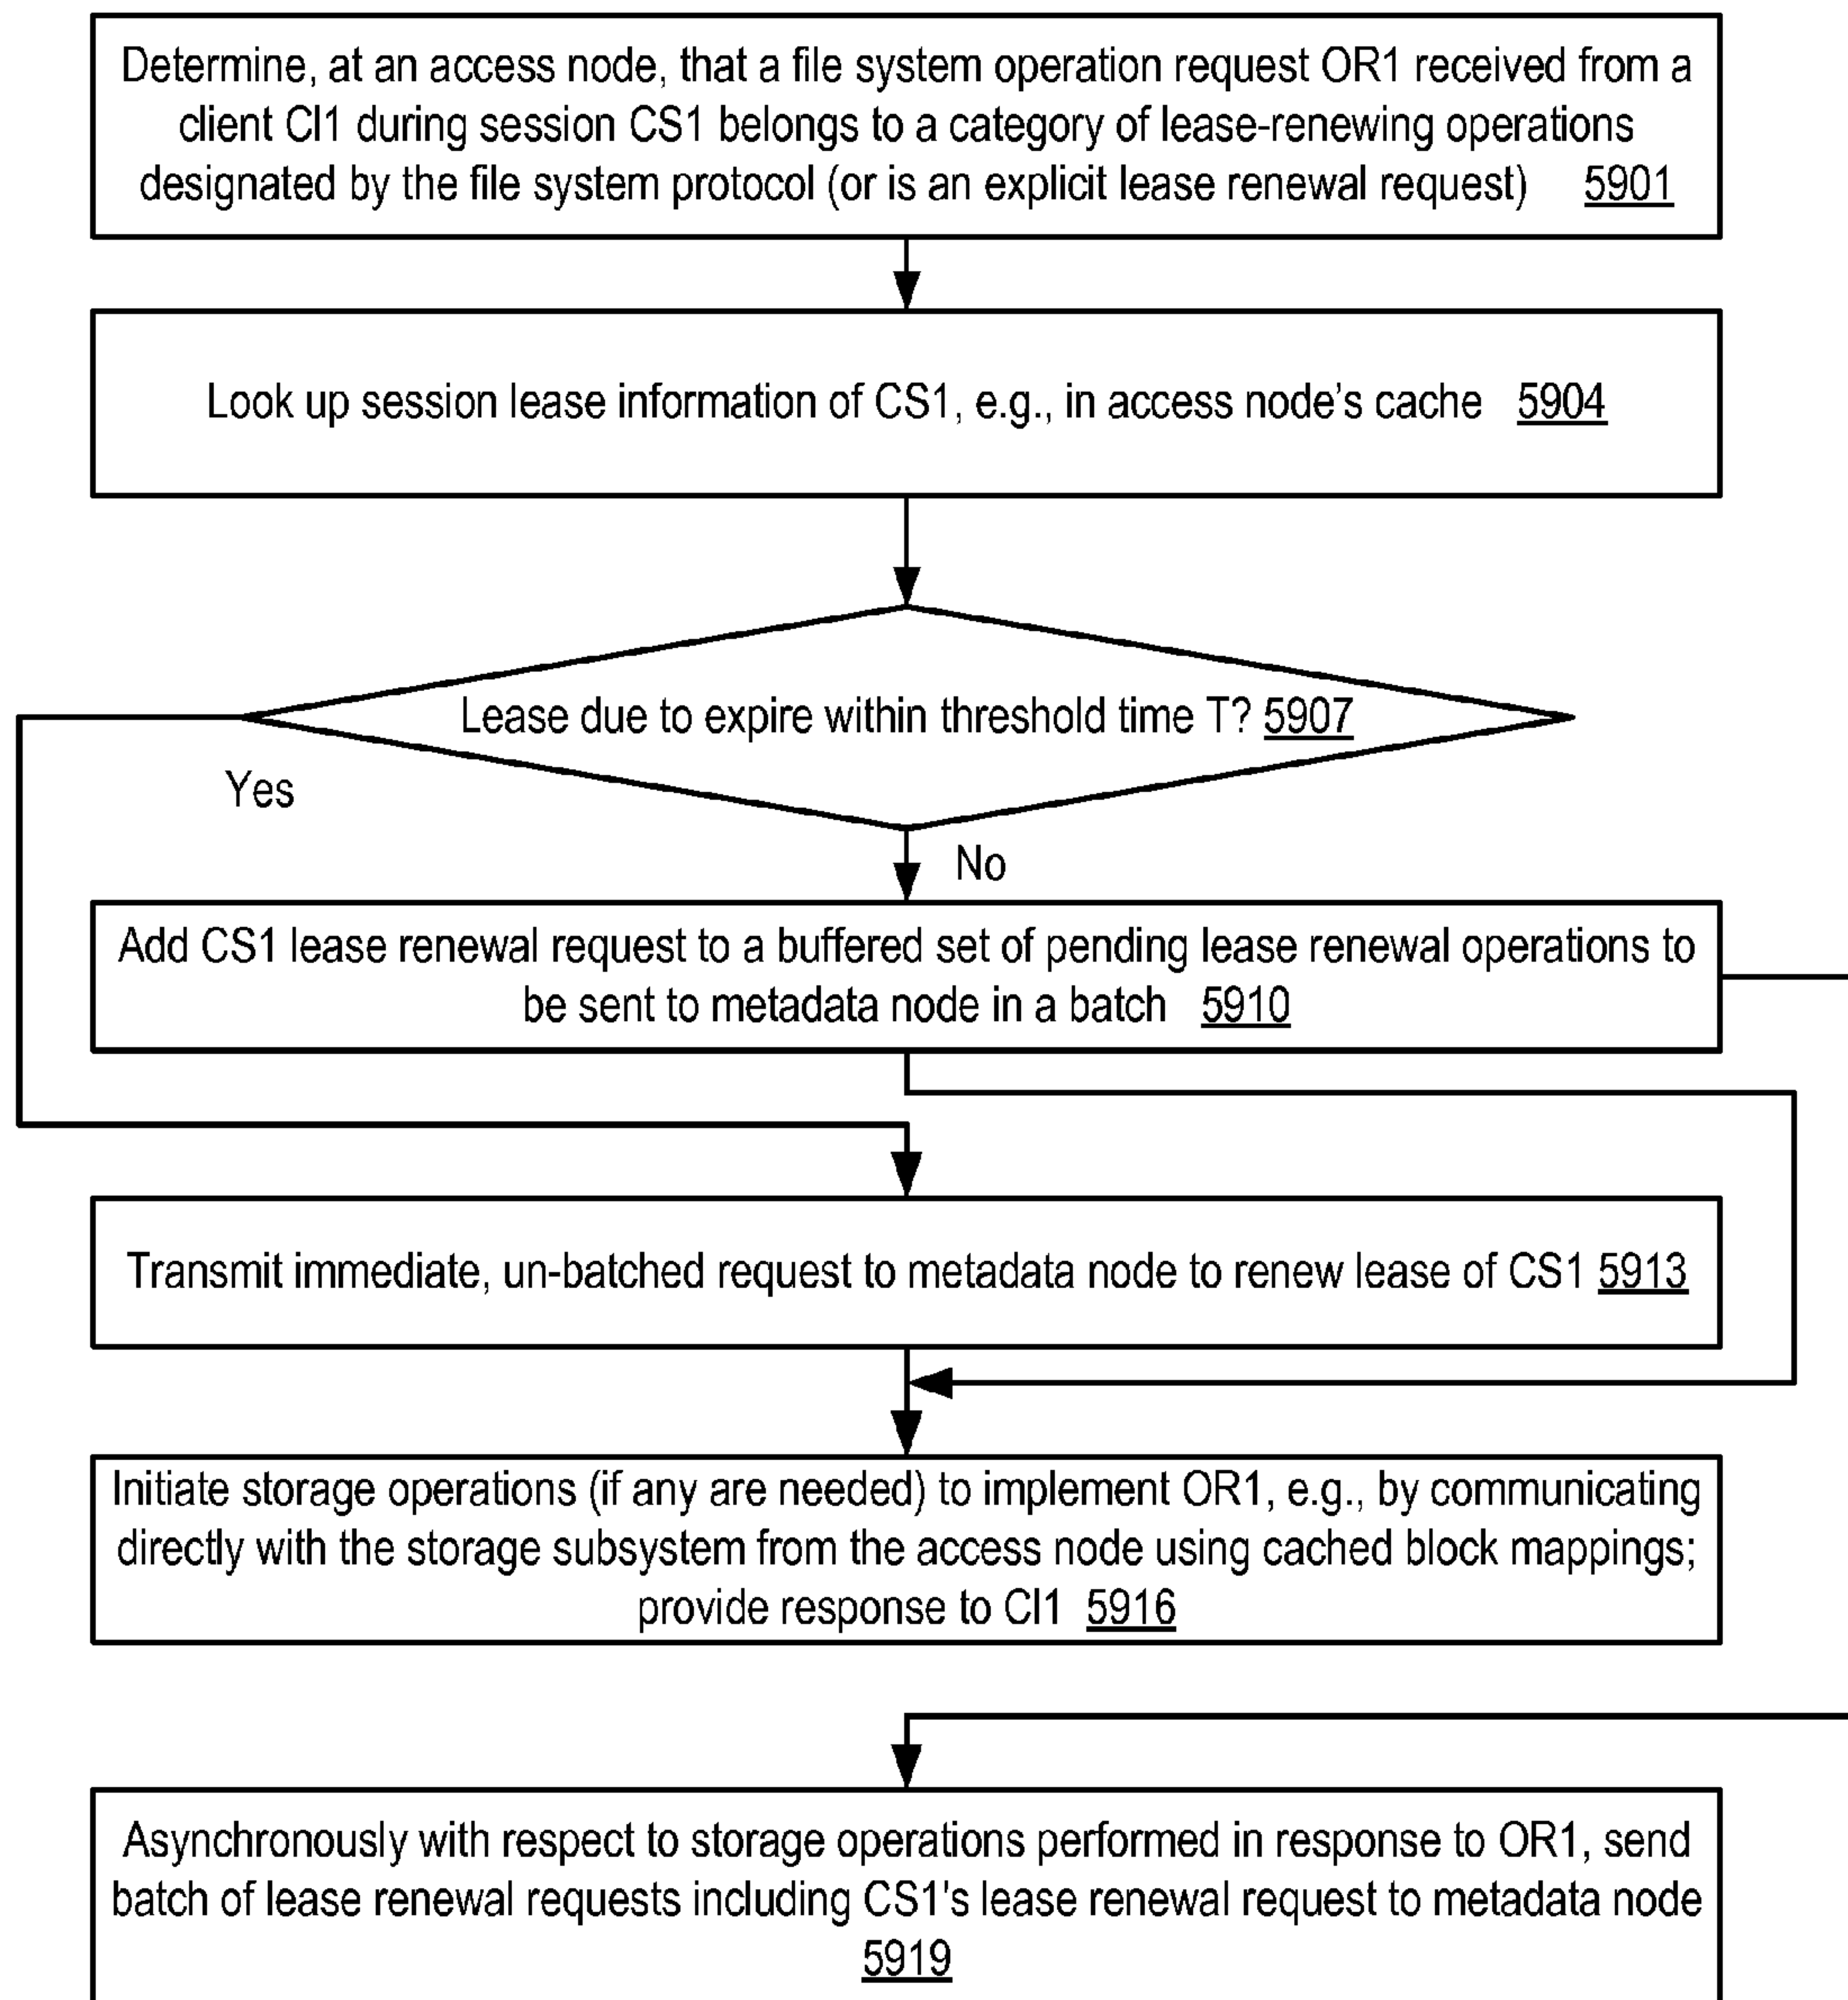 Determine, at an access node, that a file system operation request OR1 received from a
client Cl1 during session CS1 belongs to a category of lease-renewing operations
designated by the file system protocol (or is an explicit lease renewal request) 5901
Look up session lease information of CS1, e.g., in access node's cache 5904
Lease due to expire within threshold time T? 5907
Yes
No
Add CS1 lease renewal request to a buffered set of pending lease renewal operations to
be sent to metadata node in a batch 5910
Transmit immediate, un-batched request to metadata node to renew lease of CS1 5913
Initiate storage operations (if any are needed) to implement OR1, e.g., by communicating
directly with the storage subsystem from the access node using cached block mappings;
provide response to Cl1 5916
Asynchronously with respect to storage operations performed in response to OR1, send
batch of lease renewal requests including CS1's lease renewal request to metadata node
5919